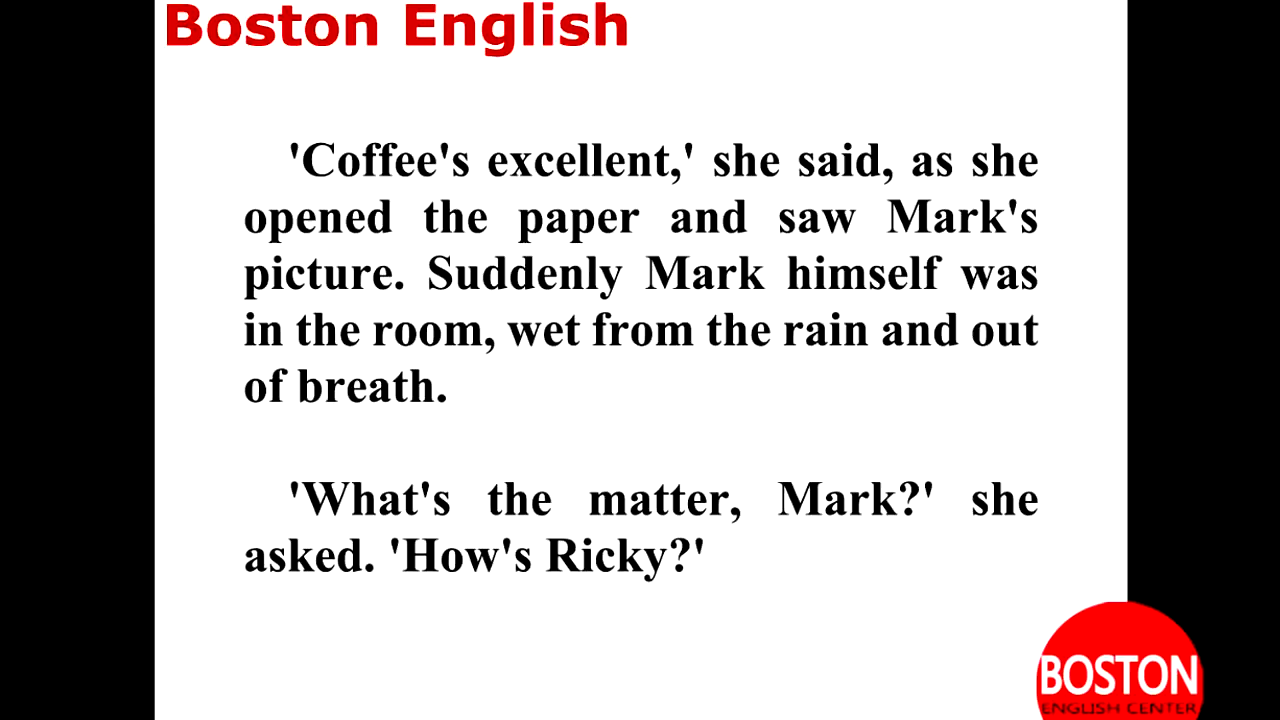 Boston English
'Coffee's excellent,' she said, as she
opened the paper and saw Mark's
picture. Suddenly Mark himself was
in the room, wet from the rain and out
of breath.
'What's the matter, Mark?' she
asked. 'How's Ricky?'
BOSTON
ENGLISH CENTER